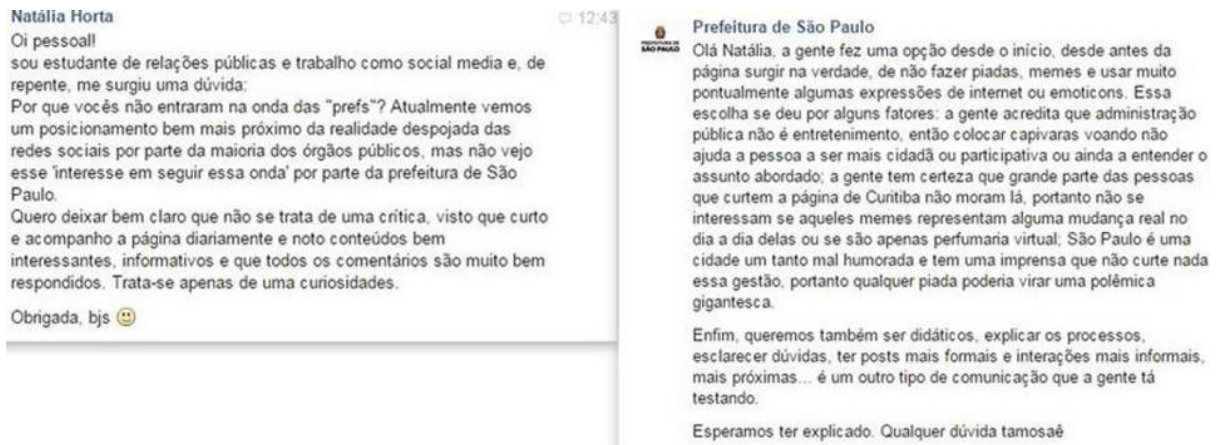 Natália Horta
12:43
Oi pessoal!
sou estudante de relações públicas e trabalho como social media e, de
repente, me surgiu uma dúvida:
Por que vocês não entraram na onda das "prefs"? Atualmente vemos
um posicionamento bem mais próximo da realidade despojada das
redes sociais por parte da maioria dos órgãos públicos, mas não vejo
esse 'interesse em seguir essa onda' por parte da prefeitura de São
Paulo.
Quero deixar bem claro que não se trata de uma crítica, visto que curto
e acompanho a página diariamente e noto conteúdos bem
interessantes, informativos e que todos os comentários são muito bem
respondidos. Trata-se apenas de uma curiosidades.
Obrigada, bjs
PREFEITURA DE
SÃO PAULO
Prefeitura de São Paulo
Olá Natália, a gente fez uma opção desde o início, desde antes da
página surgir na verdade, de não fazer piadas, memes e usar muito
pontualmente algumas expressões de internet ou emoticons. Essa
escolha se deu por alguns fatores: a gente acredita que administração
pública não é entretenimento, então colocar capivaras voando não
ajuda a pessoa a ser mais cidadã ou participativa ou ainda a entender o
assunto abordado; a gente tem certeza que grande parte das pessoas
que curtem a página de Curitiba não moram lá, portanto não se
interessam se aqueles memes representam alguma mudança real no
dia a dia delas ou se são apenas perfumaria virtual; São Paulo é uma
cidade um tanto mal humorada e tem uma imprensa que não curte nada
essa gestão, portanto qualquer piada poderia virar uma polêmica
gigantesca.
Enfim, queremos também ser didáticos, explicar os processos,
esclarecer dúvidas, ter posts mais formais e interações mais informais,
mais próximas... é um outro tipo de comunicação que a gente tá
testando.
Esperamos ter explicado. Qualquer dúvida tamosaê